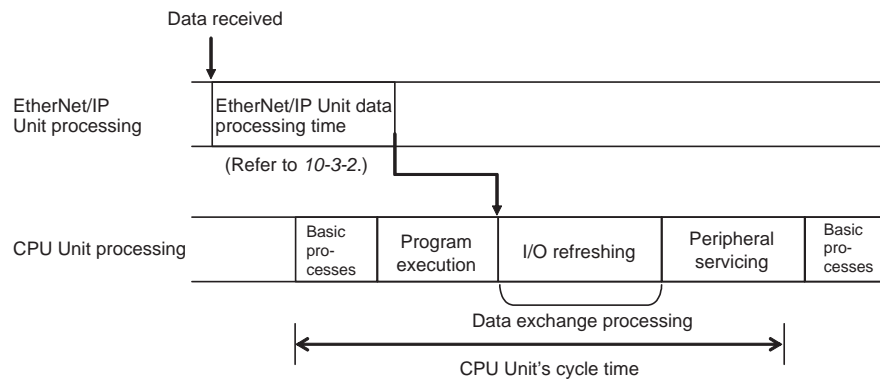 Data received
EtherNet/IP
Unit processing
EtherNet/IP Unit data
processing time
(Refer to 10-3-2.)
CPU Unit processing
Basic
pro-
cesses
Program
execution
I/O refreshing
Peripheral
servicing
Basic
pro-
cesses
Data exchange processing
CPU Unit's cycle time